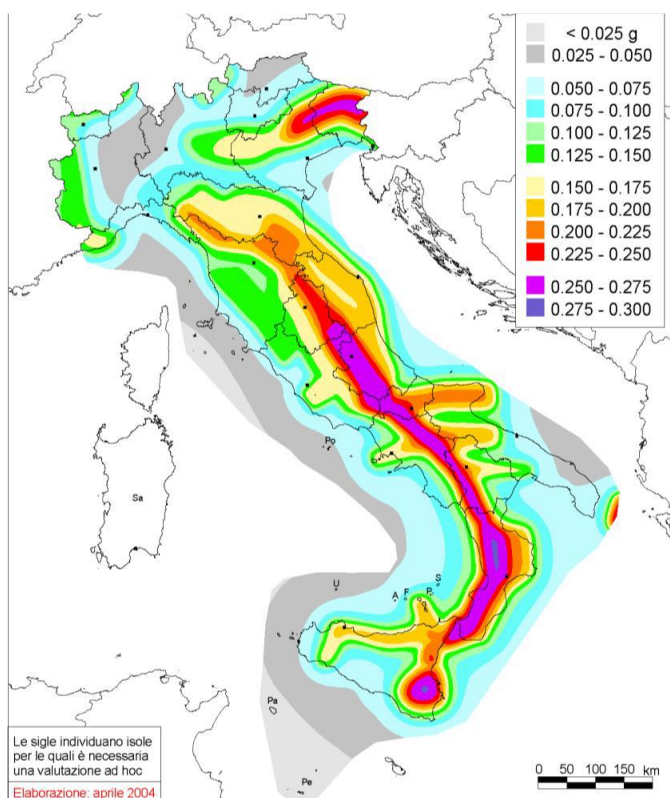 < 0.025 g
0.025 - 0.050
0.050 - 0.075
0.075 - 0.100
0.100 - 0.125
0.125 - 0.150
0.150 - 0.175
0.175 - 0.200
0.200 - 0.225
0.225 - 0.250
0.250 - 0.275
0.275 - 0.300
Po
Sa
U
A
F
P
S
Pa
Pe
Le sigle individuano isole
per le quali è necessaria
una valutazione ad hoc
Elaborazione: aprile 2004
0 50 100 150 km